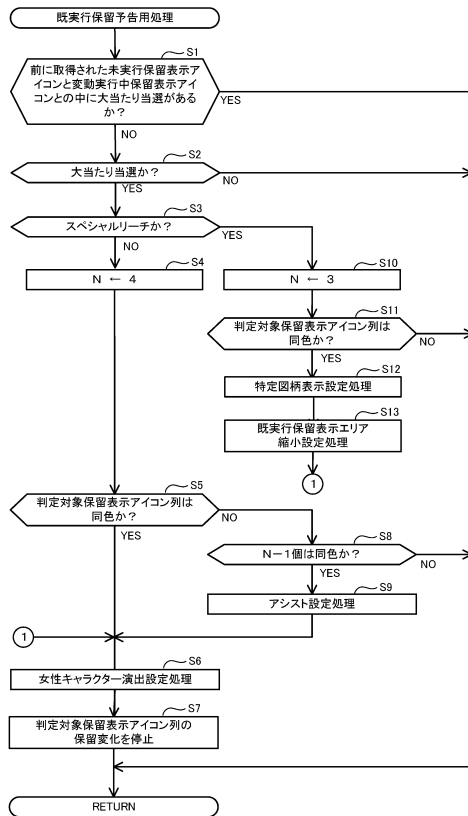 既実行保留予告用処理
S1
前に取得された未実行保留表示ア
イコンと変動実行中保留表示アイ
コンとの中に大当たり当選がある
か？
YES
NO
S2
大当たり当選か？
NO
YES
S3
スペシャルリーチか？
YES
NO
S4
N ← 4
S10
N ← 3
S11
判定対象保留表示アイコン列は
同色か？
NO
YES
S12
特定図柄表示設定処理
S13
既実行保留表示エリア
縮小設定処理
1
S5
判定対象保留表示アイコン列は
同色か？
NO
YES
S8
N－1個は同色か？
NO
YES
S9
アシスト設定処理
1
S6
女性キャラクター演出設定処理
S7
判定対象保留表示アイコン列の
保留変化を停止
RETURN